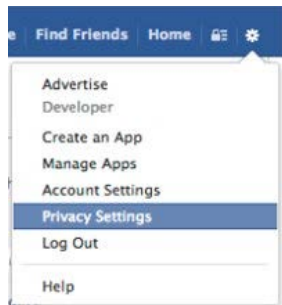 e Find Friends Home
Advertise
Developer
Create an App
Manage Apps
Account Settings
Privacy Settings
Log Out
Help